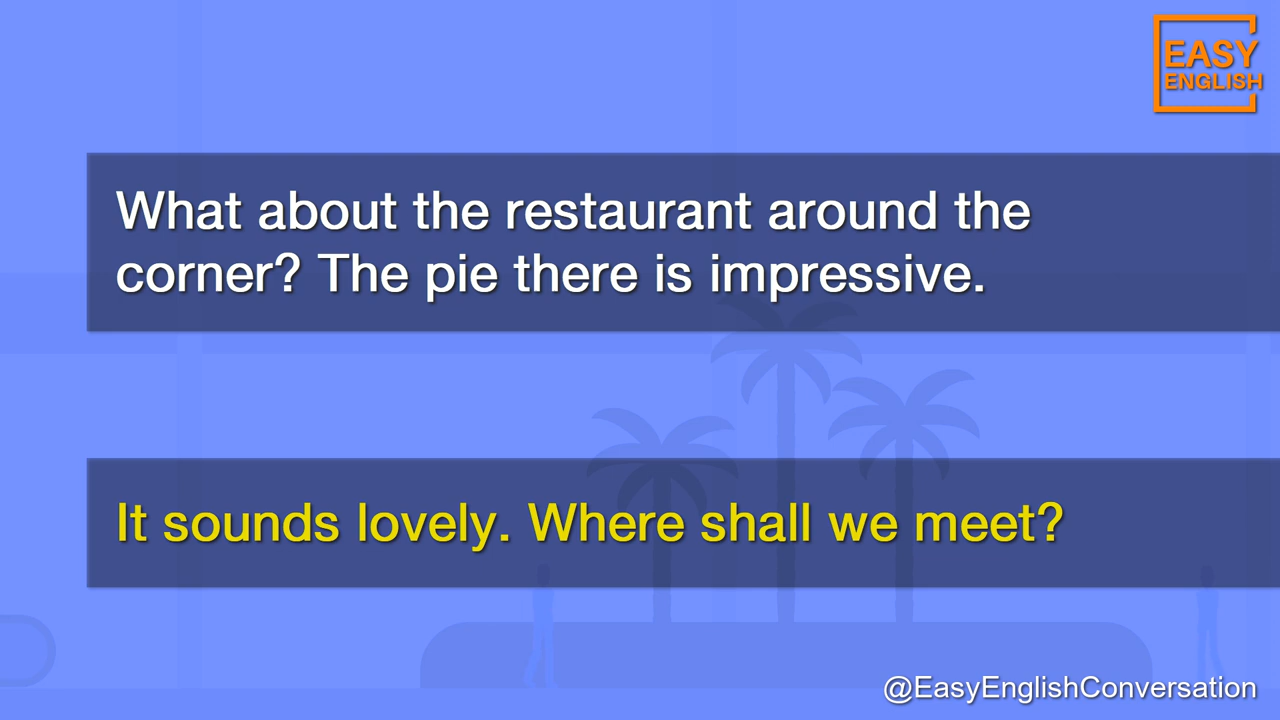 EASY
ENGLISH
What about the restaurant around the
corner? The pie there is impressive.
It sounds lovely. Where shall we meet?
@EasyEnglishConversation